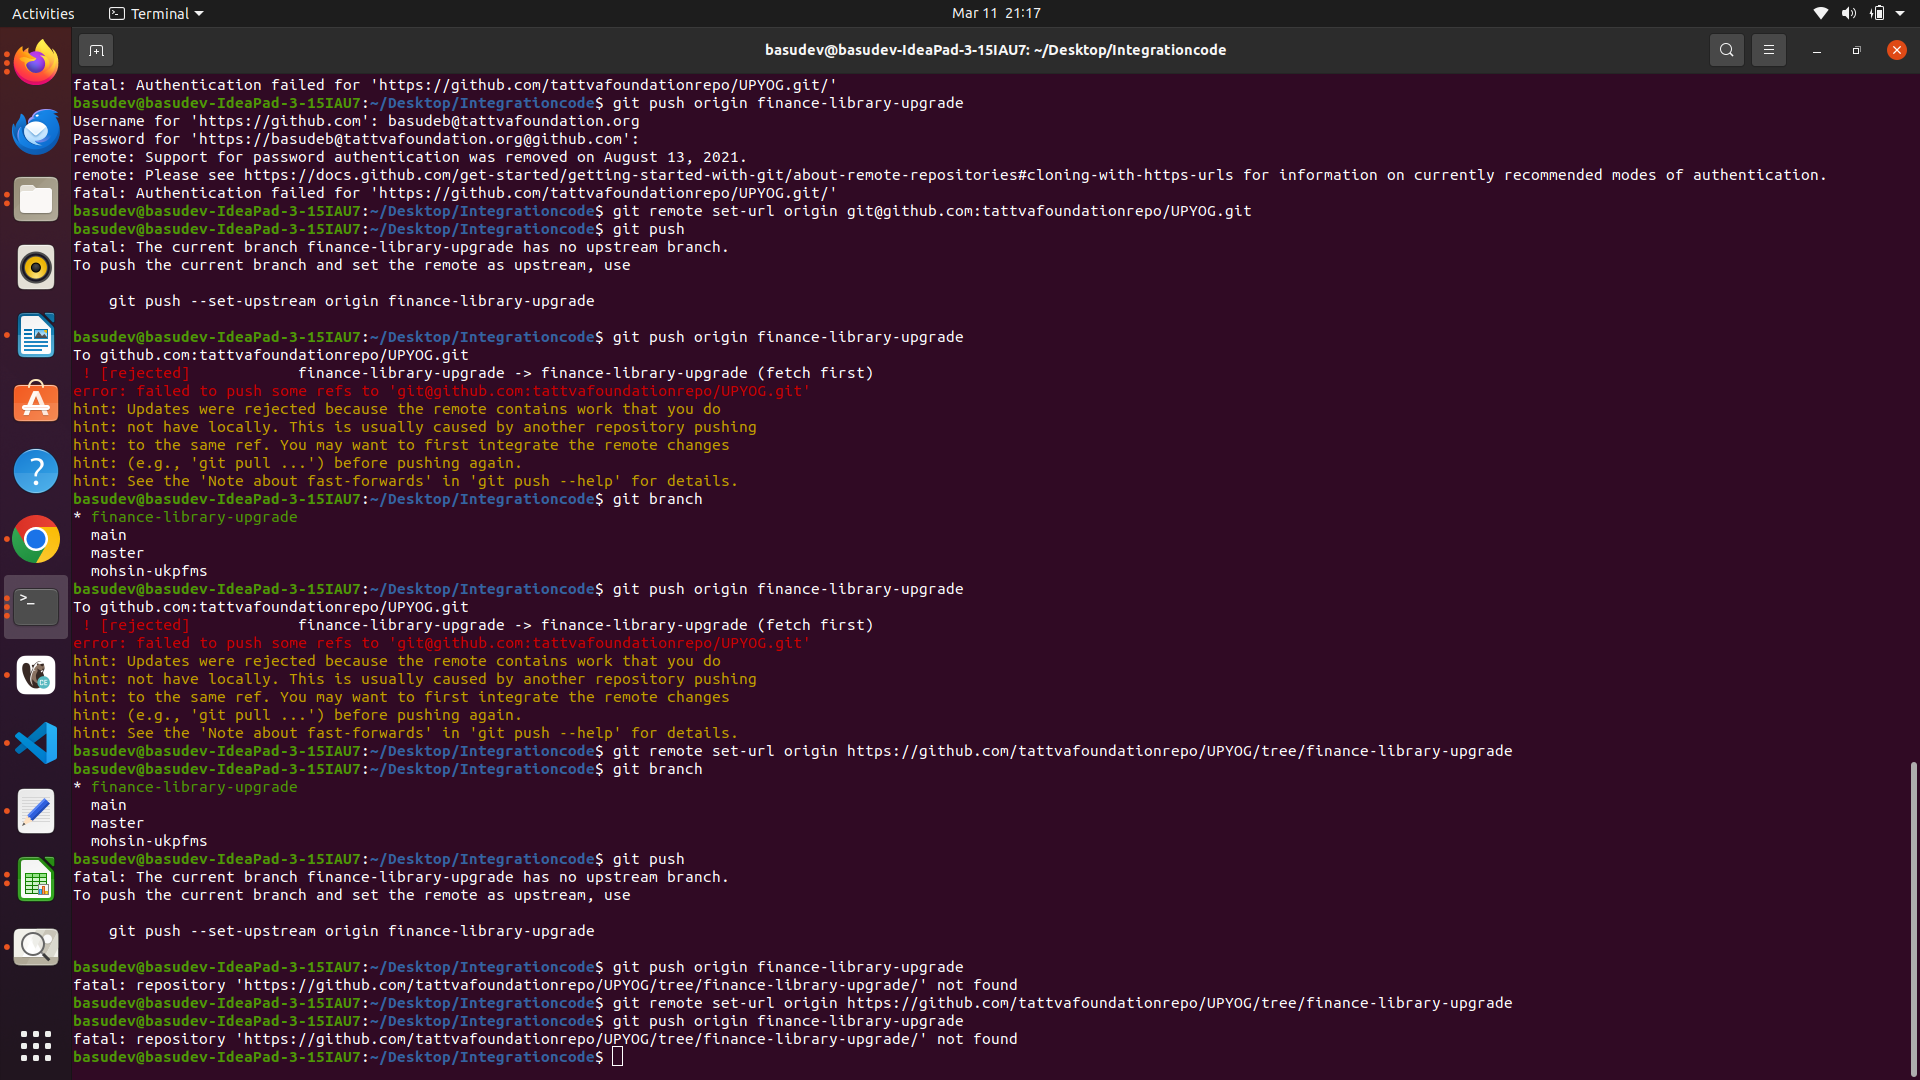 Activities
Terminal
Mar 11 21:17
basudev@basudev-IdeaPad-3-15IAU7: ~/Desktop/Integrationcode
fatal: Authentication failed for 'https://github.com/tattvafoundationrepo/UPYOG.git/'
basudev@basudev-IdeaPad-3-15IAU7:~/Desktop/Integrationcode$ git push origin finance-library-upgrade
Username for 'https://github.com': basudeb@tattvafoundation.org
Password for 'https://basudeb@tattvafoundation.org@github.com':
remote: Support for password authentication was removed on August 13, 2021.
remote: Please see https://docs.github.com/get-started/getting-started-with-git/about-remote-repositories#cloning-with-https-urls for information on currently recommended modes of authentication.
fatal: Authentication failed for 'https://github.com/tattvafoundationrepo/UPYOG.git/'
basudev@basudev-IdeaPad-3-15IAU7:~/Desktop/Integrationcode$ git remote set-url origin git@github.com:tattvafoundationrepo/UPYOG.git
basudev@basudev-IdeaPad-3-15IAU7:~/Desktop/Integrationcode$ git push
fatal: The current branch finance-library-upgrade has no upstream branch.
To push the current branch and set the remote as upstream, use
git push --set-upstream origin finance-library-upgrade
basudev@basudev-IdeaPad-3-15IAU7:~/Desktop/Integrationcode$ git push origin finance-library-upgrade
To github.com:tattvafoundationrepo/UPYOG.git
! [rejected] finance-library-upgrade -> finance-library-upgrade (fetch first)
error: failed to push some refs to 'git@github.com:tattvafoundationrepo/UPYOG.git'
hint: Updates were rejected because the remote contains work that you do
hint: not have locally. This is usually caused by another repository pushing
hint: to the same ref. You may want to first integrate the remote changes
hint: (e.g., 'git pull ...') before pushing again.
hint: See the 'Note about fast-forwards' in 'git push --help' for details.
basudev@basudev-IdeaPad-3-15IAU7:~/Desktop/Integrationcode$ git branch
* finance-library-upgrade
main
master
mohsin-ukpfms
basudev@basudev-IdeaPad-3-15IAU7:~/Desktop/Integrationcode$ git push origin finance-library-upgrade
To github.com:tattvafoundationrepo/UPYOG.git
! [rejected] finance-library-upgrade -> finance-library-upgrade (fetch first)
error: failed to push some refs to 'git@github.com:tattvafoundationrepo/UPYOG.git'
hint: Updates were rejected because the remote contains work that you do
hint: not have locally. This is usually caused by another repository pushing
hint: to the same ref. You may want to first integrate the remote changes
hint: (e.g., 'git pull ...') before pushing again.
hint: See the 'Note about fast-forwards' in 'git push --help' for details.
basudev@basudev-IdeaPad-3-15IAU7:~/Desktop/Integrationcode$ git remote set-url origin https://github.com/tattvafoundationrepo/UPYOG/tree/finance-library-upgrade
basudev@basudev-IdeaPad-3-15IAU7:~/Desktop/Integrationcode$ git branch
* finance-library-upgrade
main
master
mohsin-ukpfms
basudev@basudev-IdeaPad-3-15IAU7:~/Desktop/Integrationcode$ git push
fatal: The current branch finance-library-upgrade has no upstream branch.
To push the current branch and set the remote as upstream, use
git push --set-upstream origin finance-library-upgrade
basudev@basudev-IdeaPad-3-15IAU7:~/Desktop/Integrationcode$ git push origin finance-library-upgrade
fatal: repository 'https://github.com/tattvafoundationrepo/UPYOG/tree/finance-library-upgrade/' not found
basudev@basudev-IdeaPad-3-15IAU7:~/Desktop/Integrationcode$ git remote set-url origin https://github.com/tattvafoundationrepo/UPYOG/tree/finance-library-upgrade
basudev@basudev-IdeaPad-3-15IAU7:~/Desktop/Integrationcode$ git push origin finance-library-upgrade
fatal: repository 'https://github.com/tattvafoundationrepo/UPYOG/tree/finance-library-upgrade/' not found
basudev@basudev-IdeaPad-3-15IAU7:~/Desktop/Integrationcode$